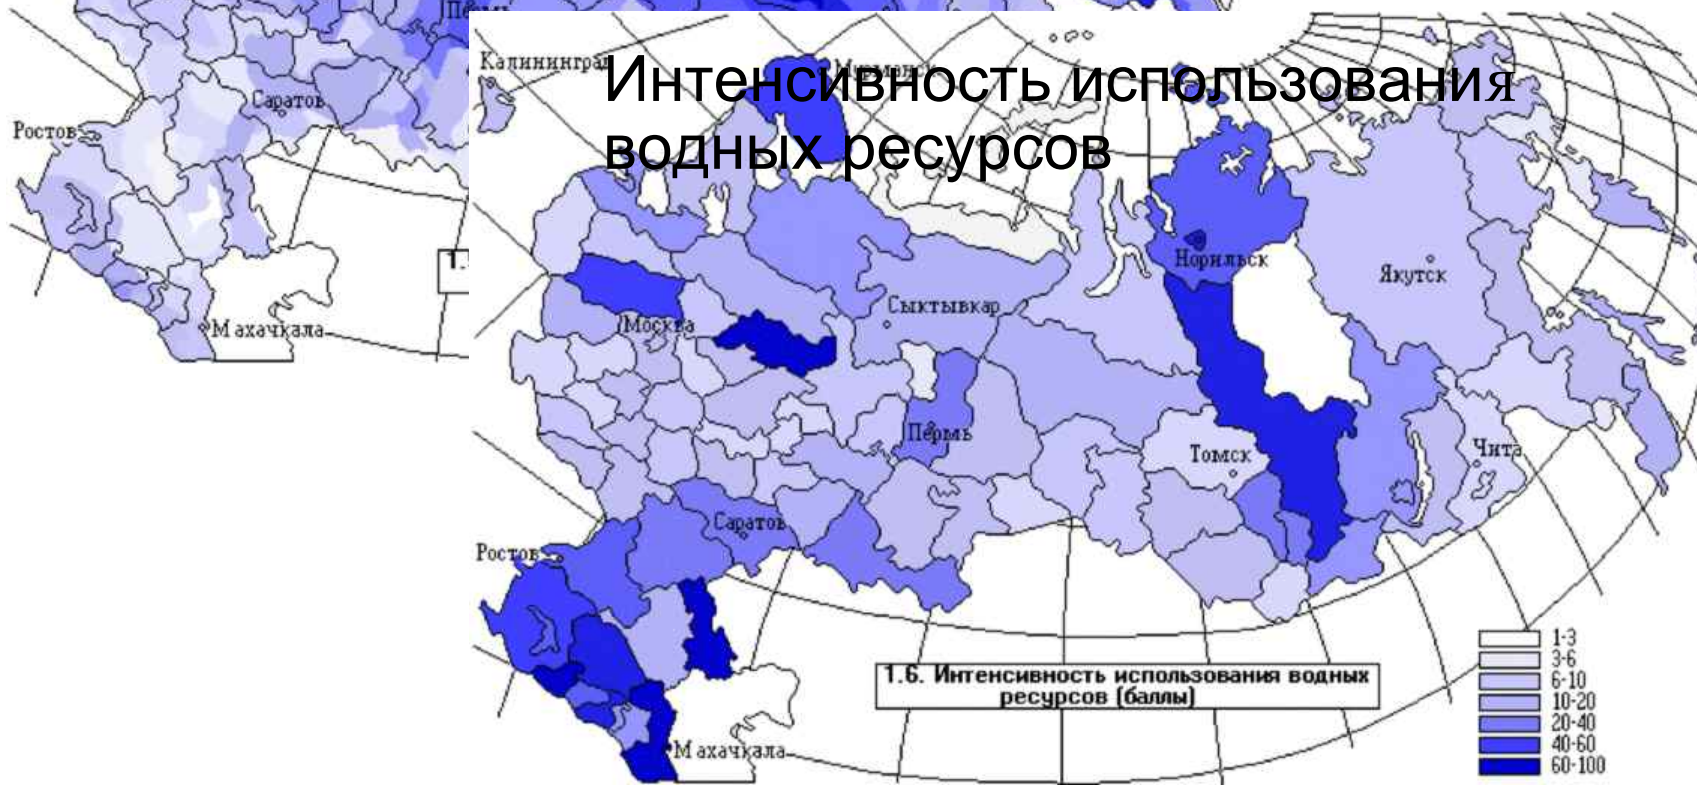 Пермь
Саратов
Ростов
Махачкала
1.
Интенсивность использования
водных ресурсов
Калининград
Мурманск
Норильск
Якутск
Сыктывкар
Москва
Пермь
Томск
Чита
Саратов
Ростов
Махачкала
1.6. Интенсивность использования водных
ресурсов (баллы)
1-3
3-6
6-10
10-20
20-40
40-60
60-100